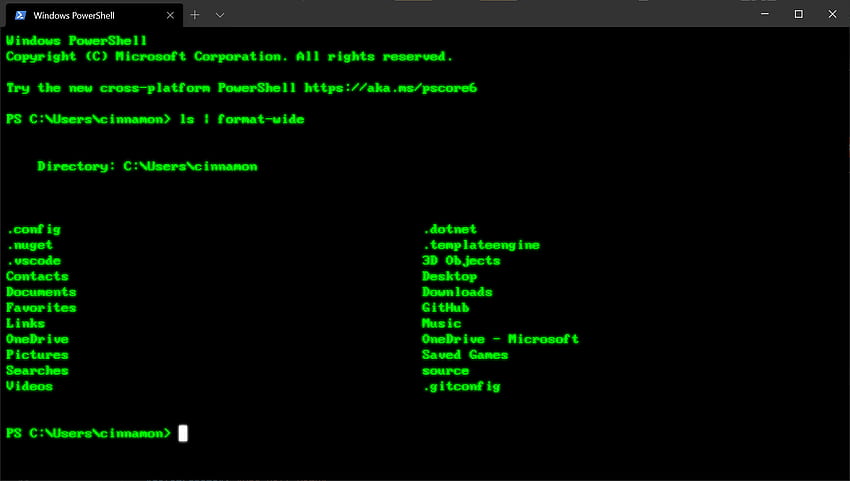 Windows PowerShell
Windows PowerShell
Copyright (C) Microsoft Corporation. All rights reserved.
Try the new cross-platform PowerShell https://aka.ms/pscore6
PS C:\Users\cinnamon> ls | format-wide
Directory: C:\Users\cinnamon
.config .dotnet
.nuget .templateengine
.vscode 3D Objects
Contacts Desktop
Documents Downloads
Favorites GitHub
Links Music
OneDrive OneDrive - Microsoft
Pictures Saved Games
Searches source
Videos .gitconfig
PS C:\Users\cinnamon>